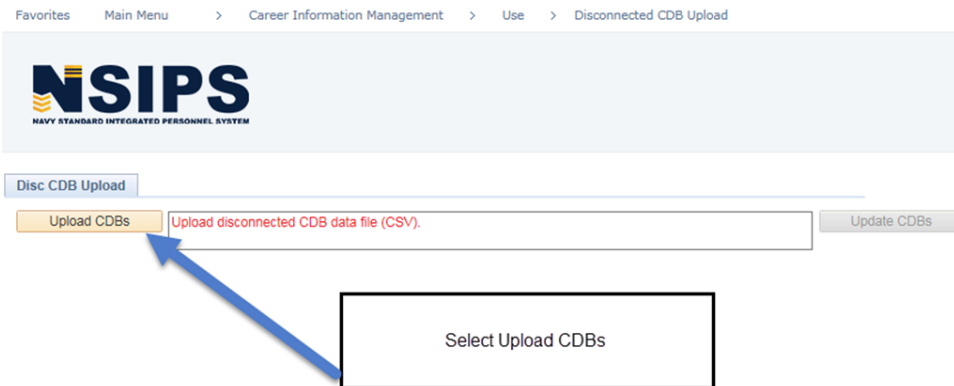 Favorites Main Menu > Career Information Management > Use > Disconnected CDB Upload
NSIPS
NAVY STANDARD INTEGRATED PERSONNEL SYSTEM
Disc CDB Upload
Upload CDBs Upload disconnected CDB data file (CSV). Update CDBs
Select Upload CDBs